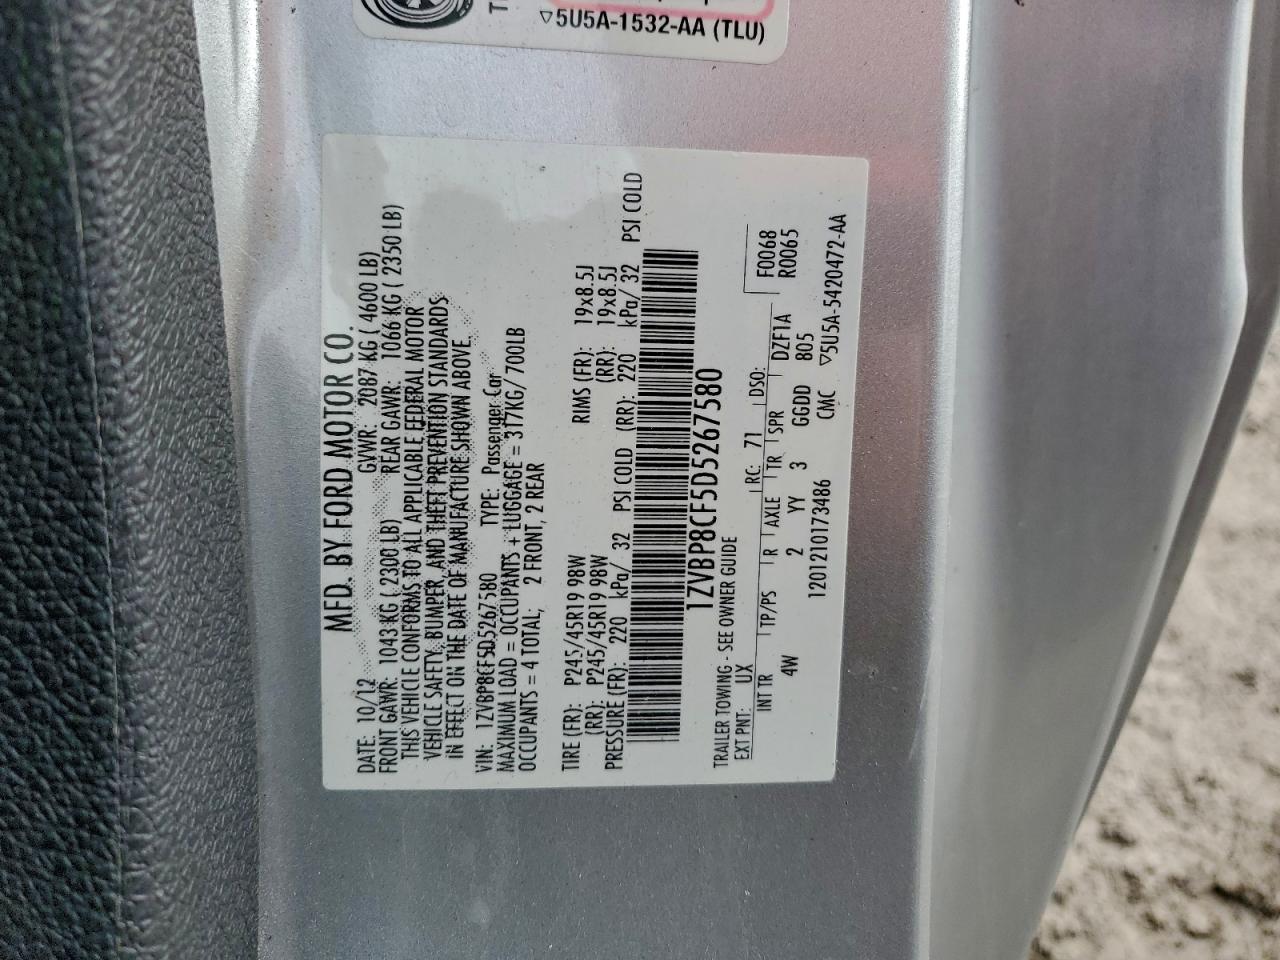 ▽5U5A-1532-AA (TLU)
MFD. BY FORD MOTOR CO.
DATE: 10/12 GVWR: 2087 KG ( 4600 LB)
FRONT GAWR: 1043 KG ( 2300 LB) REAR GAWR: 1066 KG ( 2350 LB)
THIS VEHICLE CONFORMS TO ALL APPLICABLE FEDERAL MOTOR
VEHICLE SAFETY, BUMPER, AND THEFT PREVENTION STANDARDS
IN EFFECT ON THE DATE OF MANUFACTURE SHOWN ABOVE.
VIN: 1ZVBP8CF5D5267580 TYPE: Passenger Car
MAXIMUM LOAD = OCCUPANTS + LUGGAGE = 317KG/700LB
OCCUPANTS = 4 TOTAL; 2 FRONT, 2 REAR
TIRE (FR): P245/45R19 98W RIMS (FR): 19x8.5J
(RR): P245/45R19 98W (RR): 19x8.5J
PRESSURE (FR): 220 kPa/ 32 PSI COLD (RR): 220 kPa/ 32 PSI COLD
1ZVBP8CF5D5267580
TRAILER TOWING - SEE OWNER GUIDE
EXT PNT: UX RC: 71 DSO: F0068
R0065
INT TR TP/PS R AXLE TR SPR DZF1A
4W 2 YY 3 GGDD 805
1201210173486 CMC ▽5U5A-5420472-AA